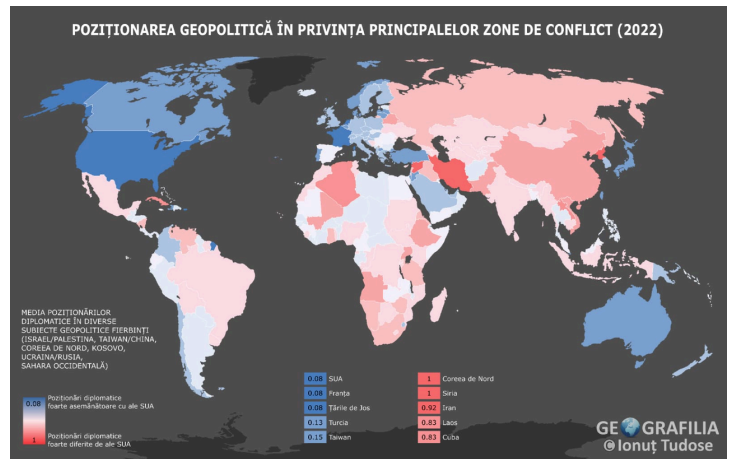 POZIȚIONAREA GEOPOLITICĂ ÎN PRIVINȚA PRINCIPALELOR ZONE DE CONFLICT (2022)
MEDIA POZIȚIONĂRILOR
DIPLOMATICE ÎN DIVERSE
SUBIECTE GEOPOLITICE FIERBINȚI
(ISRAEL/PALESTINA, TAIWAN/CHINA,
COREEA DE NORD, KOSOVO,
UCRAINA/RUSIA,
SAHARA OCCIDENTALĂ)
0.08 Poziționări diplomatice
foarte asemănătoare cu ale SUA
Poziționări diplomatice
1 foarte diferite de ale SUA
0.08 SUA
0.08 Franța
0.08 Țările de Jos
0.13 Turcia
0.15 Taiwan
1 Coreea de Nord
1 Siria
0.92 Iran
0.83 Laos
0.83 Cuba
GEOGRAFILIA
©Ionuț Tudose